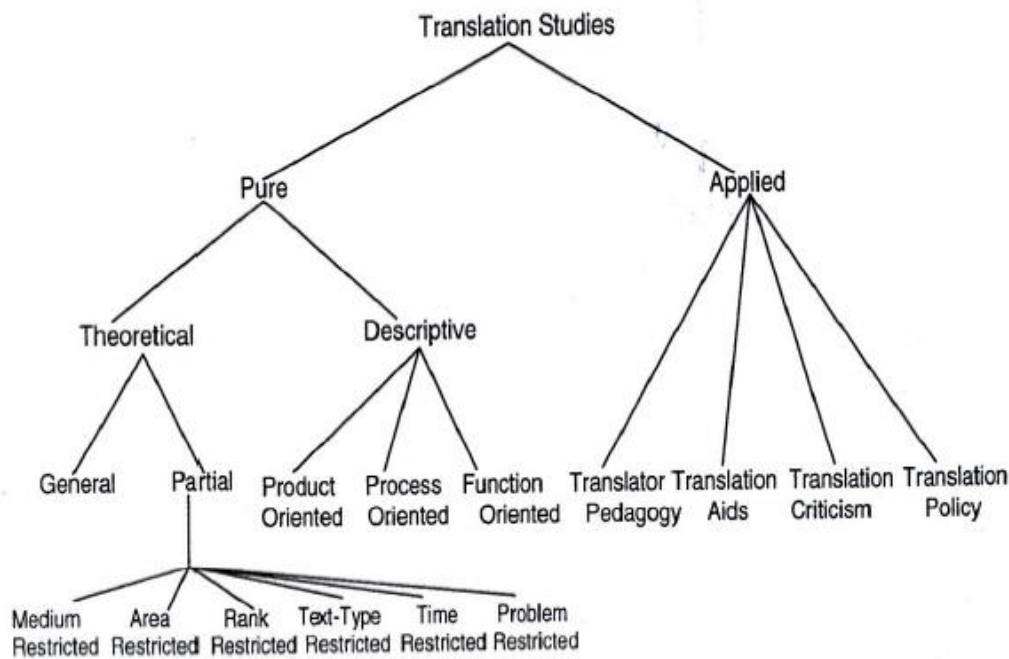 Translation Studies
Pure
Applied
Theoretical
Descriptive
General
Partial
Product
Oriented
Process
Oriented
Function
Oriented
Translator
Pedagogy
Translation
Aids
Translation
Criticism
Translation
Policy
Medium
Restricted
Area
Restricted
Rank
Restricted
Text-Type
Restricted
Time
Restricted
Problem
Restricted